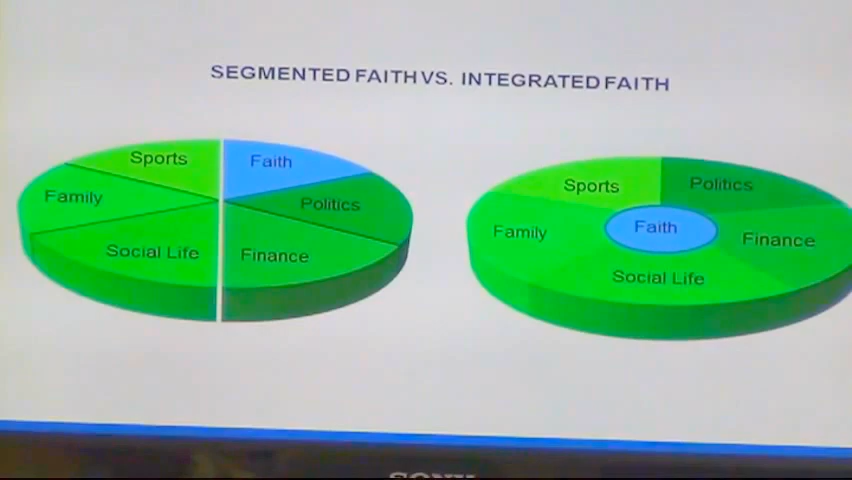 SEGMENTED FAITH VS. INTEGRATED FAITH
Sports
Faith
Family
Politics
Social Life
Finance
Sports
Politics
Family
Faith
Finance
Social Life
SONY